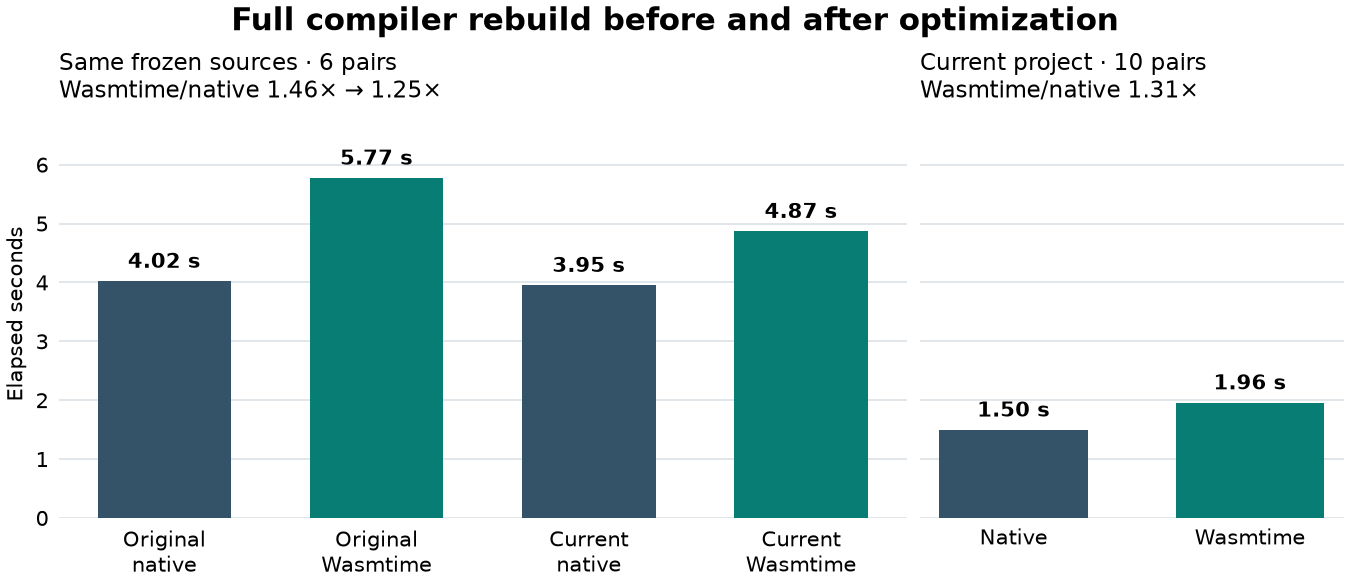 Full compiler rebuild before and after optimization
Same frozen sources · 6 pairs
Wasmtime/native 1.46× → 1.25×
Current project · 10 pairs
Wasmtime/native 1.31×
Elapsed seconds
6
5
4
3
2
1
0
4.02 s
5.77 s
3.95 s
4.87 s
1.50 s
1.96 s
Original
native
Original
Wasmtime
Current
native
Current
Wasmtime
Native
Wasmtime